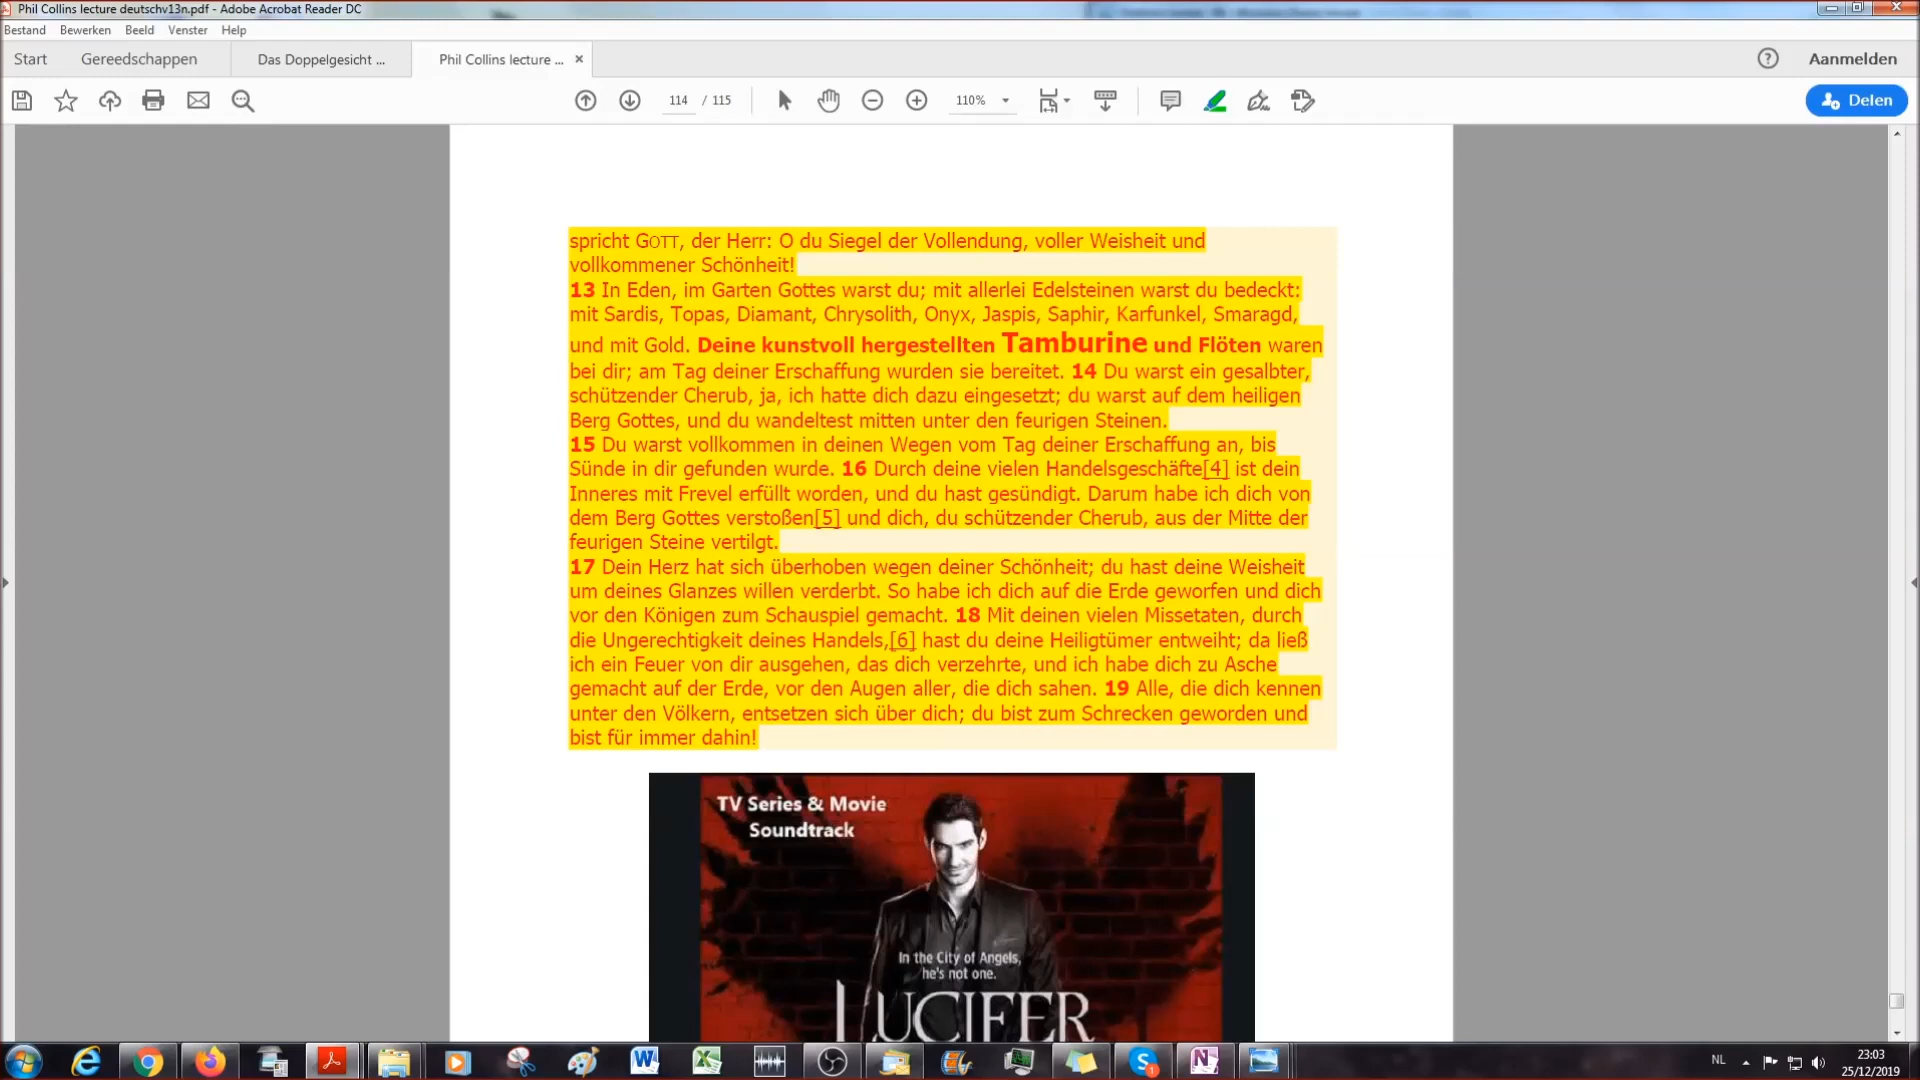 Phil Collins lecture deutschv13n.pdf - Adobe Acrobat Reader DC
Bestand Bewerken Beeld Venster Help
Start Gereedschappen Das Doppelgesicht ... Phil Collins lecture ... Aanmelden
114 / 115 110% Delen
spricht GOTT, der Herr: O du Siegel der Vollendung, voller Weisheit und
vollkommener Schönheit!
13 In Eden, im Garten Gottes warst du; mit allerlei Edelsteinen warst du bedeckt:
mit Sardis, Topas, Diamant, Chrysolith, Onyx, Jaspis, Saphir, Karfunkel, Smaragd,
und mit Gold. Deine kunstvoll hergestellten Tamburine und Flöten waren
bei dir; am Tag deiner Erschaffung wurden sie bereitet. 14 Du warst ein gesalbter,
schützender Cherub, ja, ich hatte dich dazu eingesetzt; du warst auf dem heiligen
Berg Gottes, und du wandeltest mitten unter den feurigen Steinen.
15 Du warst vollkommen in deinen Wegen vom Tag deiner Erschaffung an, bis
Sünde in dir gefunden wurde. 16 Durch deine vielen Handelsgeschäfte[4] ist dein
Inneres mit Frevel erfüllt worden, und du hast gesündigt. Darum habe ich dich von
dem Berg Gottes verstoßen[5] und dich, du schützender Cherub, aus der Mitte der
feurigen Steine vertilgt.
17 Dein Herz hat sich überhoben wegen deiner Schönheit; du hast deine Weisheit
um deines Glanzes willen verderbt. So habe ich dich auf die Erde geworfen und dich
vor den Königen zum Schauspiel gemacht. 18 Mit deinen vielen Missetaten, durch
die Ungerechtigkeit deines Handels,[6] hast du deine Heiligtümer entweiht; da ließ
ich ein Feuer von dir ausgehen, das dich verzehrte, und ich habe dich zu Asche
gemacht auf der Erde, vor den Augen aller, die dich sahen. 19 Alle, die dich kennen
unter den Völkern, entsetzen sich über dich; du bist zum Schrecken geworden und
bist für immer dahin!
TV Series & Movie
Soundtrack
In the City of Angels,
he's not one.
LUCIFER
NL 23:03
25/12/2019